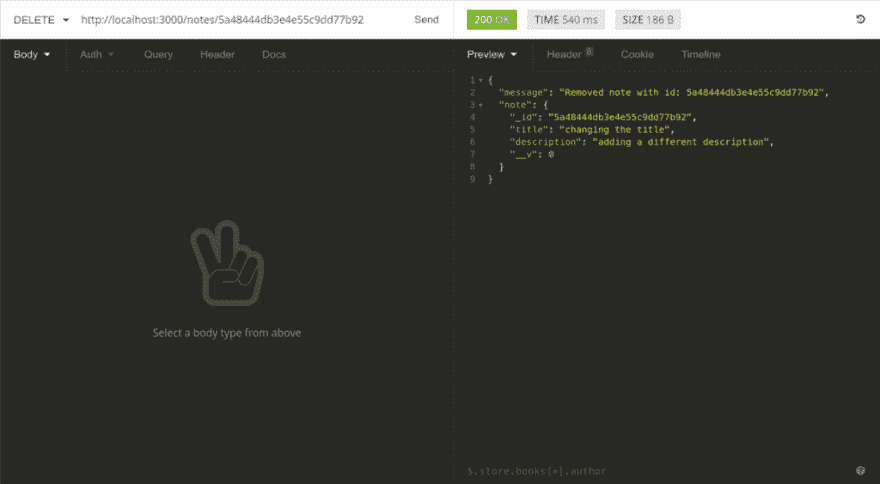 DELETE http://localhost:3000/notes/5a48444db3e4e55c9dd77b92 Send
200 OK TIME 540 ms SIZE 186 B
Body Auth Query Header Docs
Preview Header Cookie Timeline
1 {
2 "message": "Removed note with id: 5a48444db3e4e55c9dd77b92",
3 "note": {
4 "_id": "5a48444db3e4e55c9dd77b92",
5 "title": "changing the title",
6 "description": "adding a different description",
7 "__v": 0
8 }
9 }
Select a body type from above
$.store.books[*].author